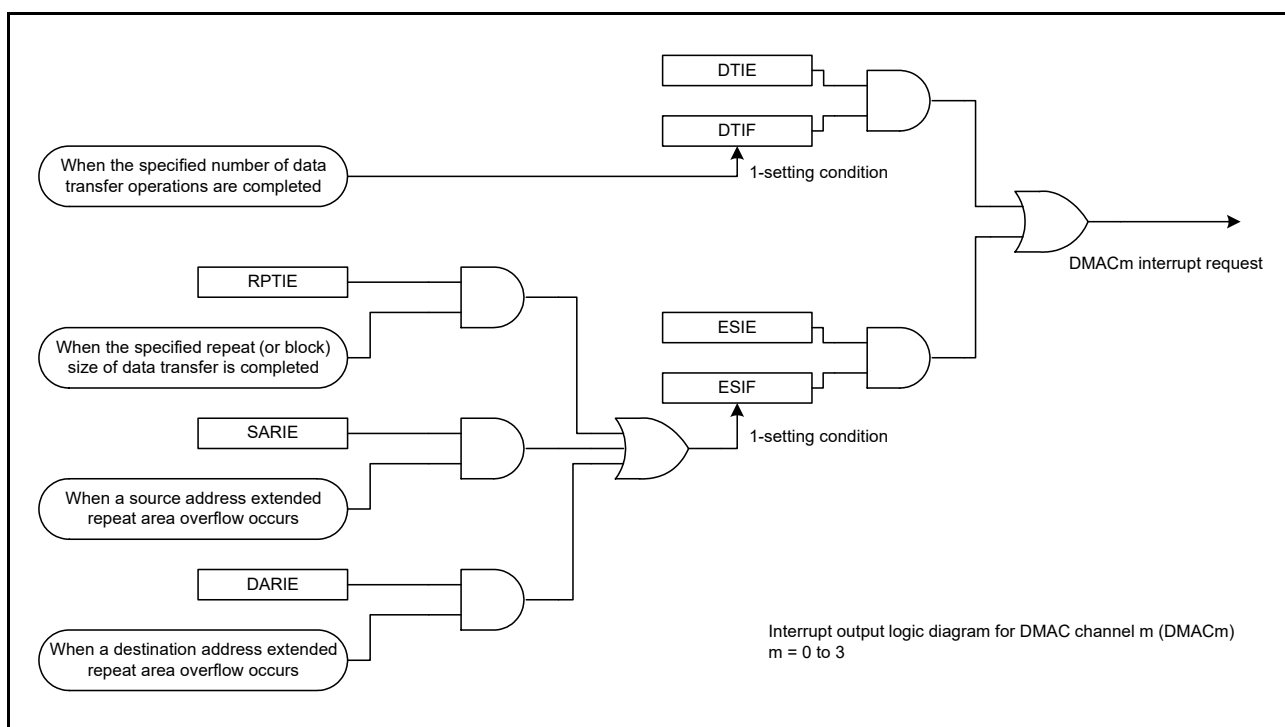 DTIE
DTIF
When the specified number of data
transfer operations are completed
1-setting condition
DMACm interrupt request
RPTIE
When the specified repeat (or block)
size of data transfer is completed
ESIE
ESIF
1-setting condition
SARIE
When a source address extended
repeat area overflow occurs
DARIE
When a destination address extended
repeat area overflow occurs
Interrupt output logic diagram for DMAC channel m (DMACm)
m = 0 to 3